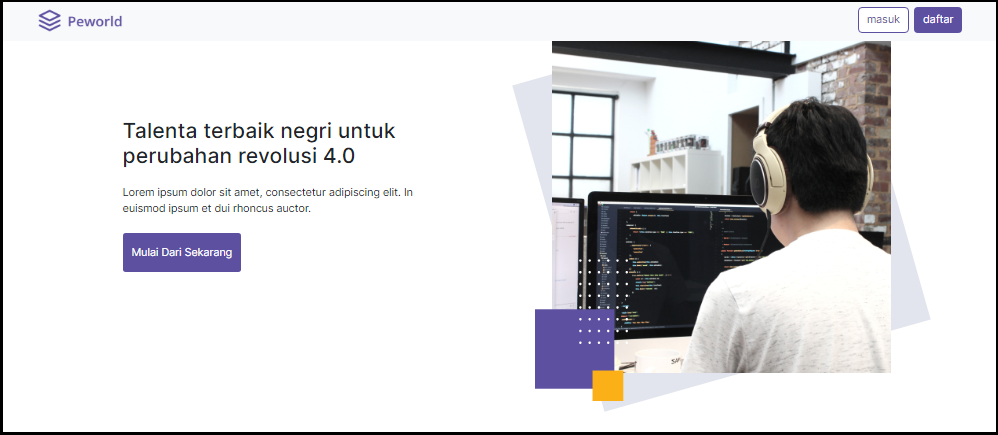 Peworld
masuk
daftar
Talenta terbaik negri untuk
perubahan revolusi 4.0
Lorem ipsum dolor sit amet, consectetur adipiscing elit. In
euismod ipsum et dui rhoncus auctor.
Mulai Dari Sekarang